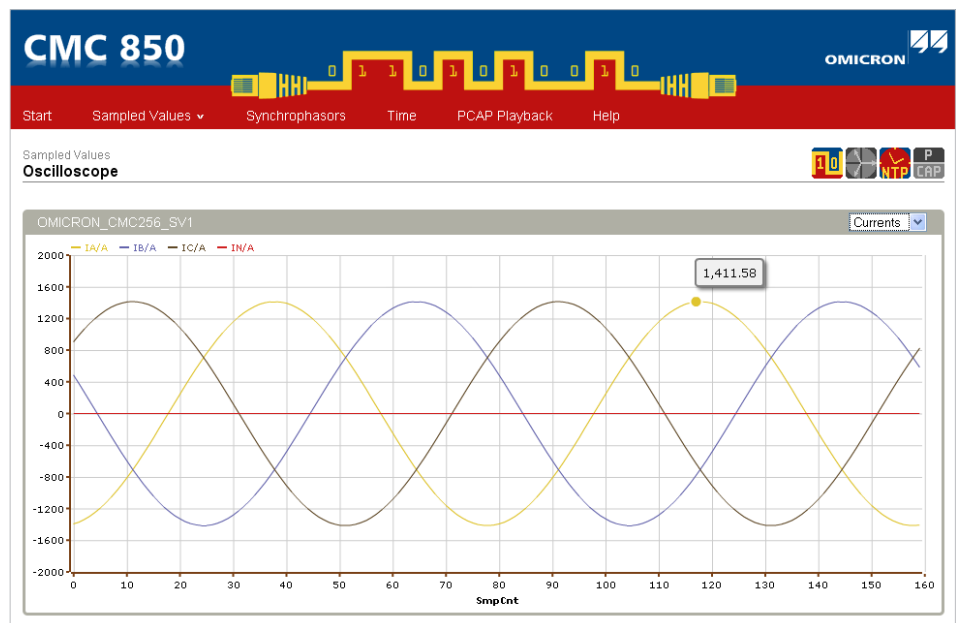 CMC 850
OMICRON
0 1 1 0 1 0 1 0 0 1 0
Start Sampled Values Synchrophasors Time PCAP Playback Help
Sampled Values
Oscilloscope
10 NTP P CAP
OMICRON_CMC256_SV1 Currents
IA/A IB/A IC/A IN/A
2000
1,411.58
1600
1200
800
400
0
-400
-800
-1200
-1600
-2000
0 10 20 30 40 50 60 70 80 90 100 110 120 130 140 150 160
SmpCnt